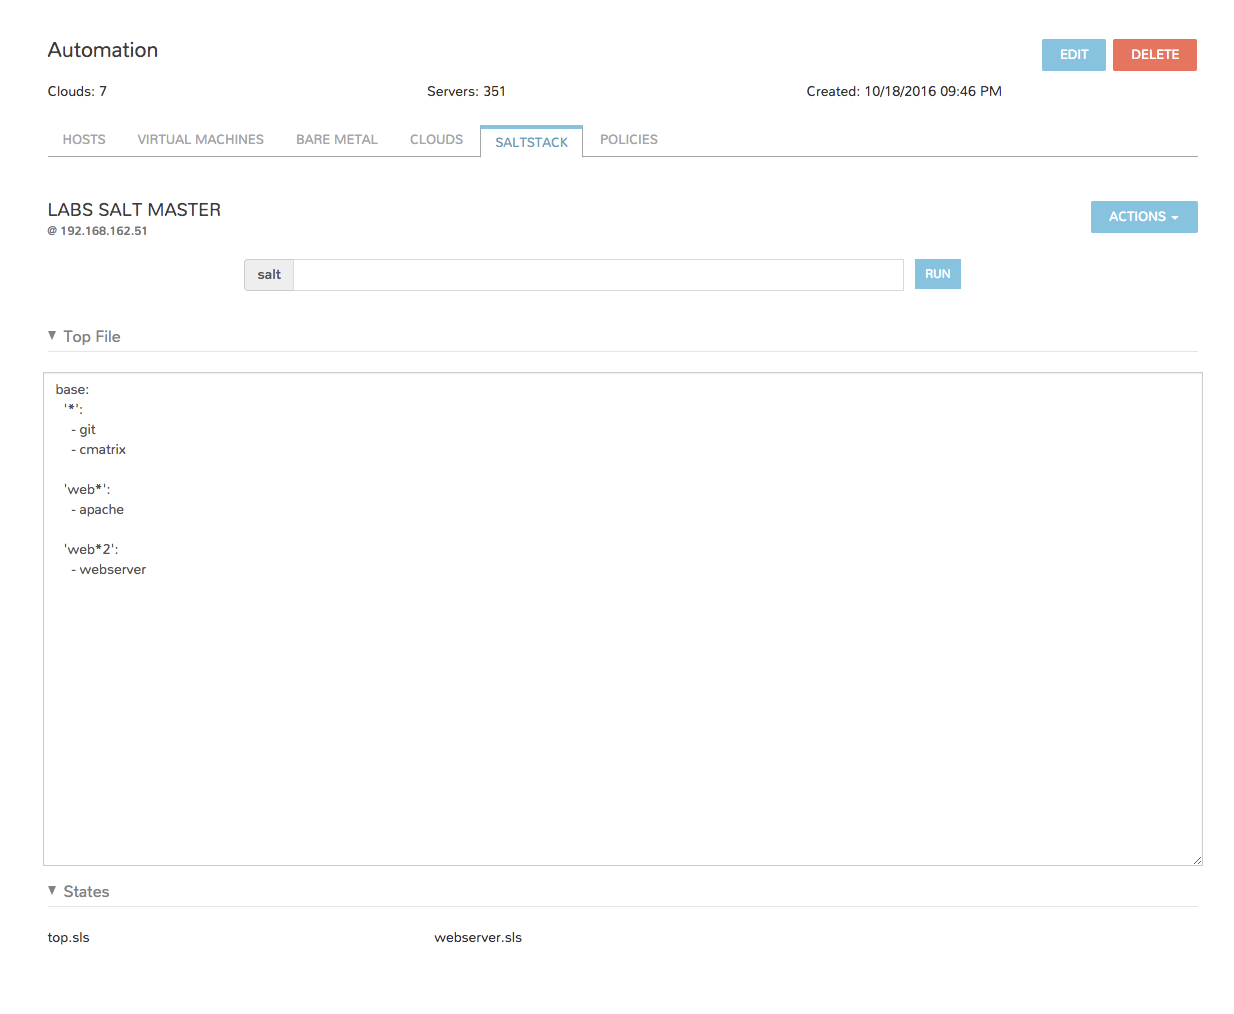 Automation
EDIT
DELETE
Clouds: 7
Servers: 351
Created: 10/18/2016 09:46 PM
HOSTS
VIRTUAL MACHINES
BARE METAL
CLOUDS
SALTSTACK
POLICIES
LABS SALT MASTER
@ 192.168.162.51
ACTIONS
salt
RUN
Top File
base:
  '*':
    - git
    - cmatrix

  'web*':
    - apache

  'web*2':
    - webserver
States
top.sls
webserver.sls